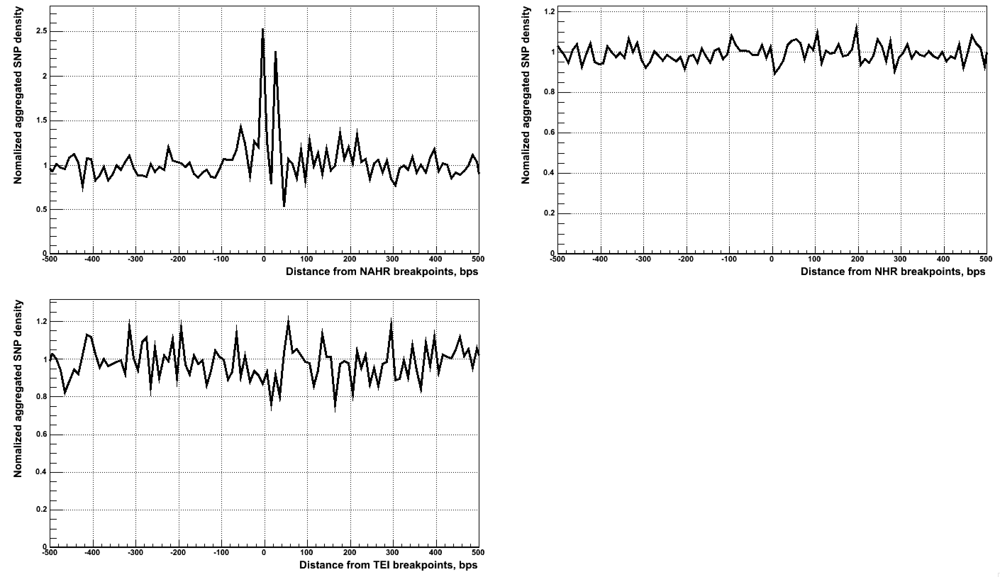 Nomalized aggregated SNP density
2.5
2
1.5
1
0.5
0
-500 -400 -300 -200 -100 0 100 200 300 400 500
Distance from NAHR breakpoints, bps
Nomalized aggregated SNP density
1.2
1
0.8
0.6
0.4
0.2
0
-500 -400 -300 -200 -100 0 100 200 300 400 500
Distance from NHR breakpoints, bps
Nomalized aggregated SNP density
1.2
1
0.8
0.6
0.4
0.2
0
-500 -400 -300 -200 -100 0 100 200 300 400 500
Distance from TEI breakpoints, bps